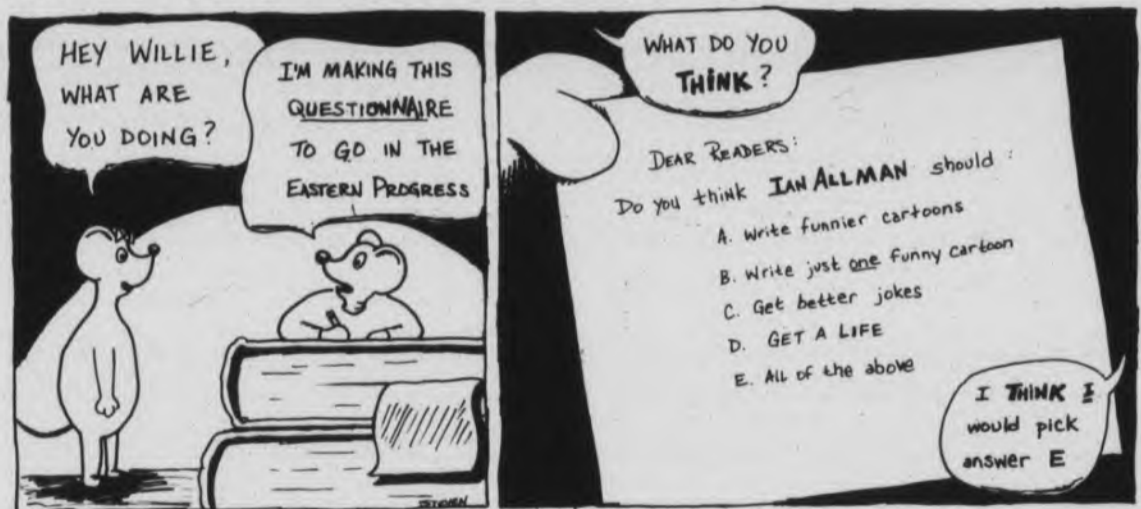 HEY WILLIE,
WHAT ARE
YOU DOING?
I'M MAKING THIS
QUESTIONNAIRE
TO GO IN THE
EASTERN PROGRESS
STEVEN
WHAT DO YOU
THINK?
DEAR READERS:
Do you think IAN ALLMAN should:
A. Write funnier cartoons
B. Write just one funny cartoon
C. Get better jokes
D. GET A LIFE
E. All of the above
I THINK I
would pick
answer E